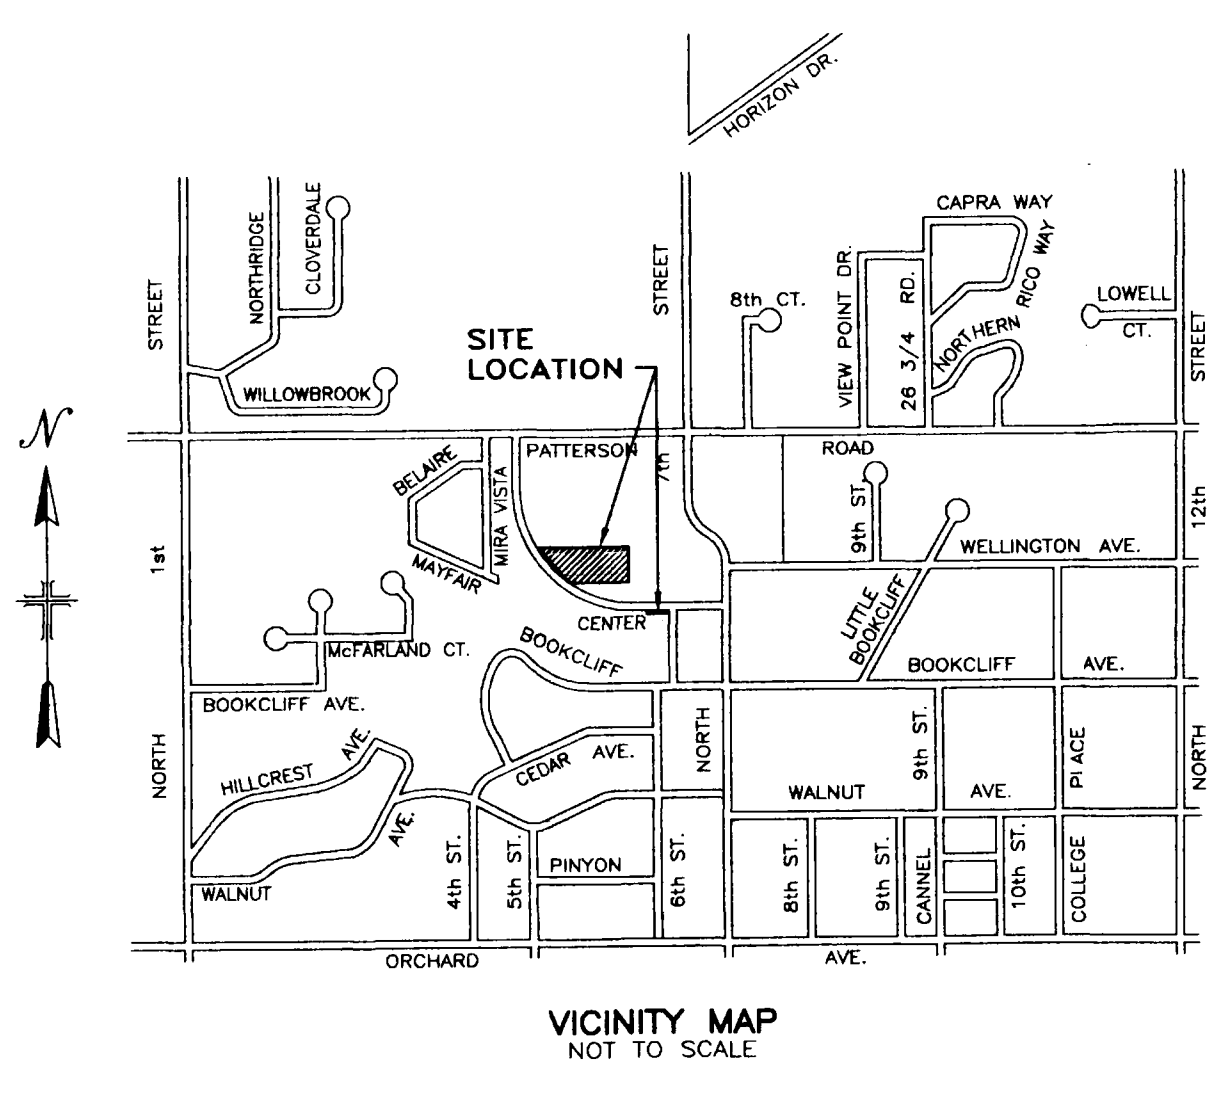 HORIZON DR.
CAPRA WAY
NORTHRIDGE
CLOVERDALE
STREET
STREET
VIEW POINT DR.
26 3/4 RD.
RICO WAY
NORTHERN
8th CT.
LOWELL
CT.
STREET
SITE
LOCATION
WILLOWBROOK
N
PATTERSON
ROAD
BELAIRE
MIRA VISTA
7th
9th ST.
12th
1st
MAYFAIR
WELLINGTON AVE.
LITTLE
BOOKCLIFF
CENTER
McFARLAND CT.
BOOKCLIFF
BOOKCLIFF AVE.
BOOKCLIFF AVE.
NORTH
HILLCREST AVE.
CEDAR AVE.
NORTH
9th ST.
PLACE
NORTH
WALNUT AVE.
WALNUT AVE.
4th ST.
5th ST.
PINYON
6th ST.
8th ST.
9th ST.
CANNEL
10th ST.
COLLEGE
ORCHARD AVE.
VICINITY MAP
NOT TO SCALE